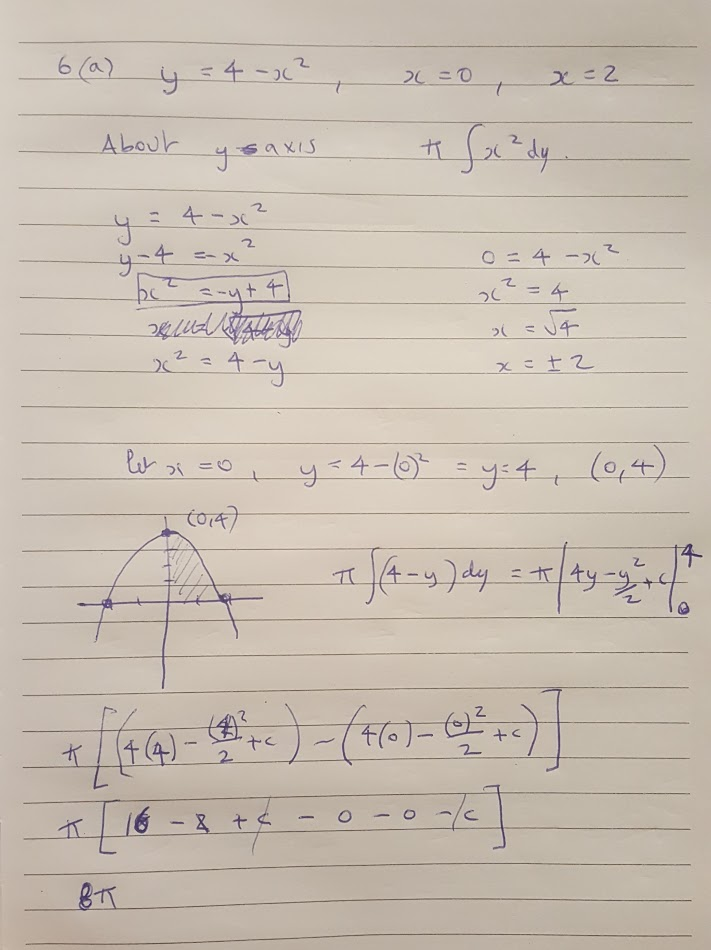 6(a) y = 4 - x², x = 0, x = 2
About y-axis π ∫ x² dy.
y = 4 - x²
y - 4 = -x² 0 = 4 - x²
x² = -y + 4 x² = 4
x = √4
x² = 4 - y x = ± 2
let x = 0, y = 4 - (0)² = y = 4, (0,4)
(0,4)
π ∫ (4 - y) dy = π | 4y - y²/2 + c |₀⁴
π [ (4(4) - (4)²/2 + c) - (4(0) - (0)²/2 + c) ]
π [ 16 - 8 + c - 0 - 0 - c ]
8π